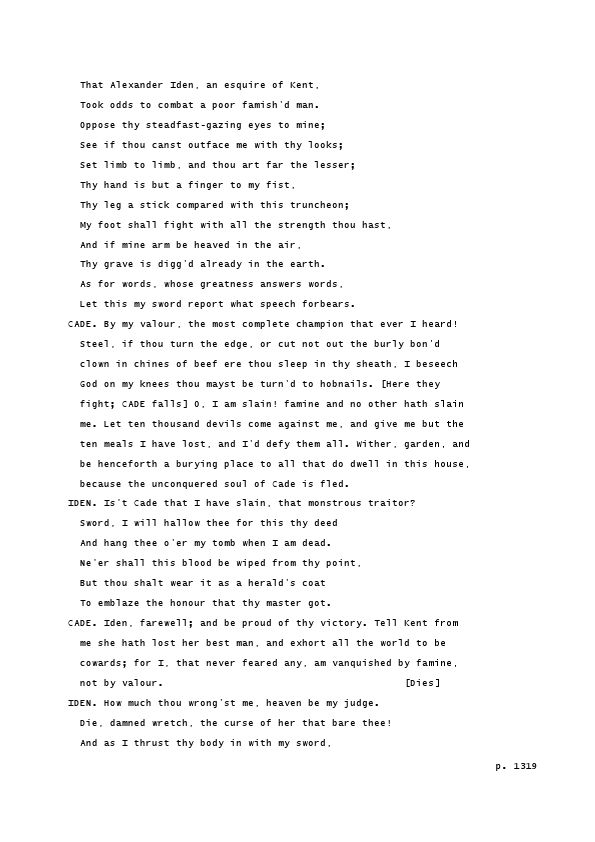 That Alexander Iden, an esquire of Kent,
Took odds to combat a poor famish'd man.
Oppose thy steadfast-gazing eyes to mine;
See if thou canst outface me with thy looks;
Set limb to limb, and thou art far the lesser;
Thy hand is but a finger to my fist,
Thy leg a stick compared with this truncheon;
My foot shall fight with all the strength thou hast,
And if mine arm be heaved in the air,
Thy grave is digg'd already in the earth.
As for words, whose greatness answers words,
Let this my sword report what speech forbears.
CADE. By my valour, the most complete champion that ever I heard!
Steel, if thou turn the edge, or cut not out the burly bon'd
clown in chines of beef ere thou sleep in thy sheath, I beseech
God on my knees thou mayst be turn'd to hobnails. [Here they
fight; CADE falls] O, I am slain! famine and no other hath slain
me. Let ten thousand devils come against me, and give me but the
ten meals I have lost, and I'd defy them all. Wither, garden, and
be henceforth a burying place to all that do dwell in this house,
because the unconquered soul of Cade is fled.
IDEN. Is't Cade that I have slain, that monstrous traitor?
Sword, I will hallow thee for this thy deed
And hang thee o'er my tomb when I am dead.
Ne'er shall this blood be wiped from thy point,
But thou shalt wear it as a herald's coat
To emblaze the honour that thy master got.
CADE. Iden, farewell; and be proud of thy victory. Tell Kent from
me she hath lost her best man, and exhort all the world to be
cowards; for I, that never feared any, am vanquished by famine,
not by valour. [Dies]
IDEN. How much thou wrong'st me, heaven be my judge.
Die, damned wretch, the curse of her that bare thee!
And as I thrust thy body in with my sword,
p. 1319